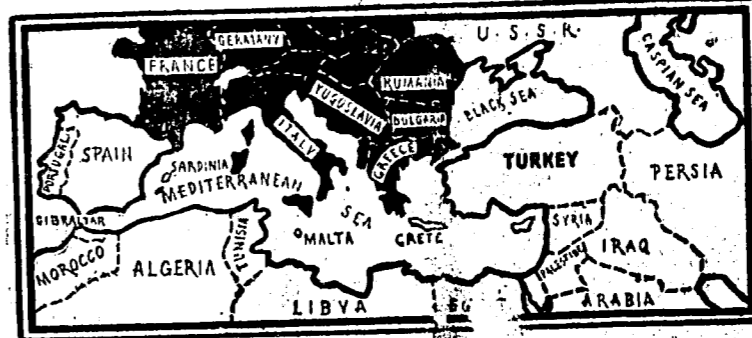 U.S.S.R.
GERMANY
FRANCE
CASPIAN SEA
RUMANIA
YUGOSLAVIA
BLACK SEA
BULGARIA
ITALY
GREECE
PORTUGAL
SPAIN
SARDINIA
TURKEY
PERSIA
MEDITERRANEAN
SEA
GIBRALTAR
MALTA
CRETE
SYRIA
IRAQ
TUNISIA
MOROCCO
ALGERIA
PALESTINE
LIBYA
EG
ARABIA